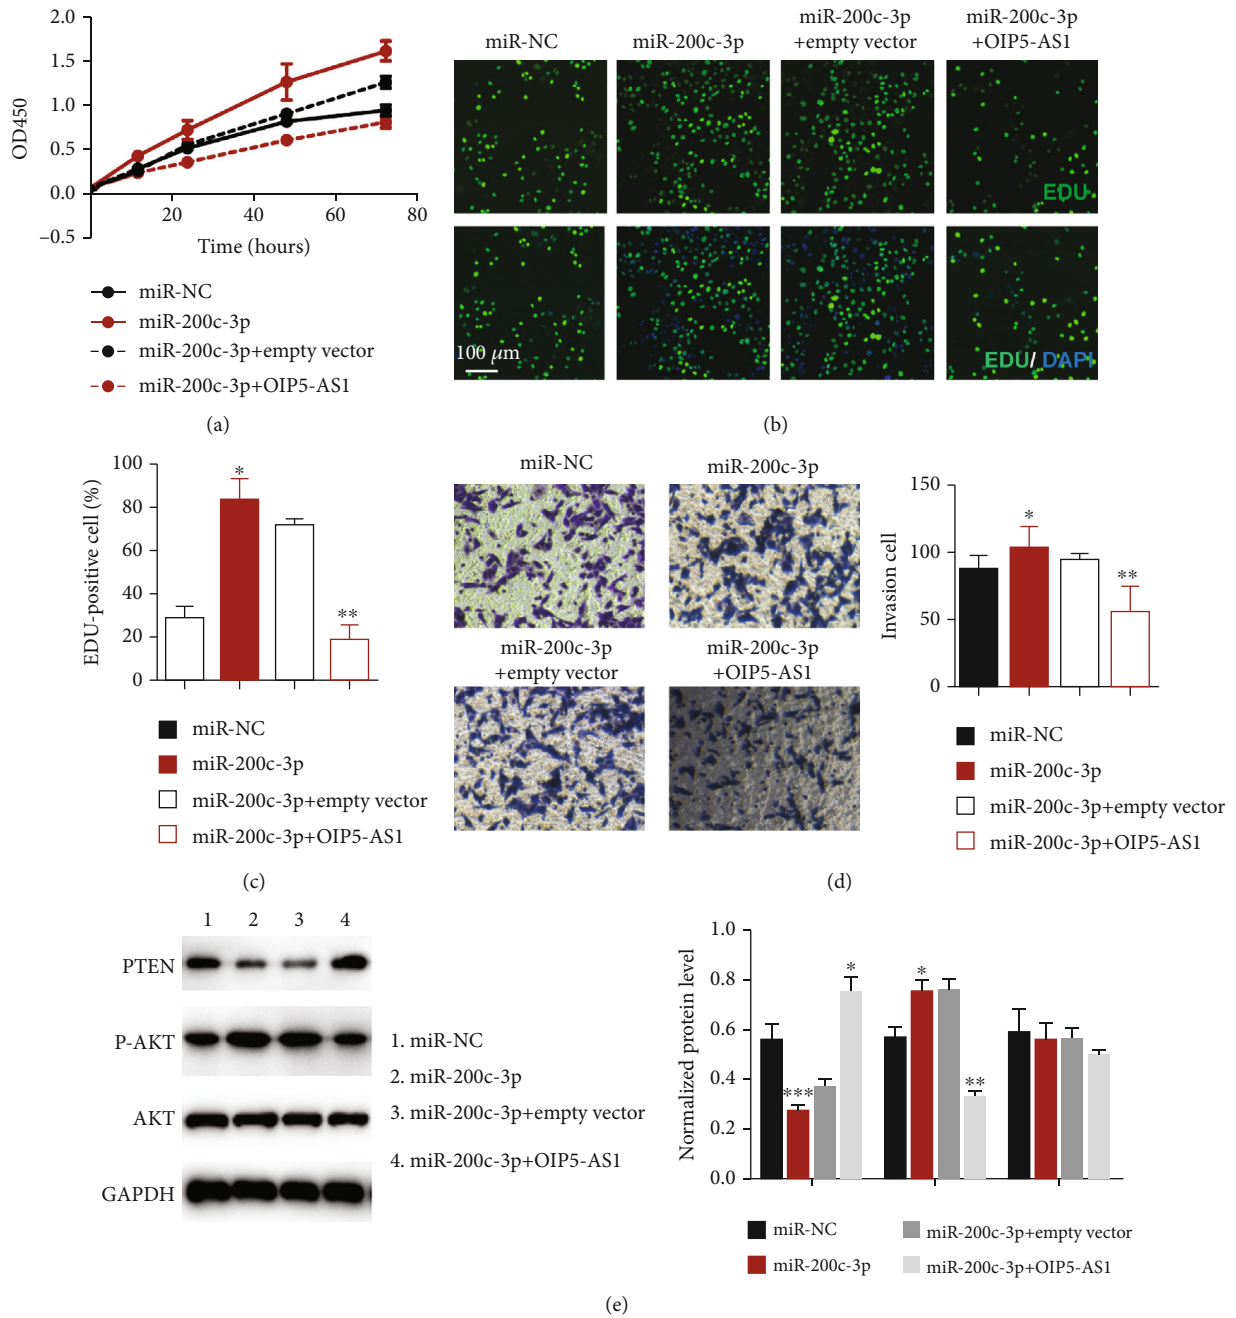 2.0
1.5
1.0
0.5
0.0
−0.5
OD450
20
40
60
80
Time (hours)
miR-NC
miR-200c-3p
miR-200c-3p+empty vector
miR-200c-3p+OIP5-AS1
(a)
miR-NC
miR-200c-3p
miR-200c-3p
+empty vector
miR-200c-3p
+OIP5-AS1
EDU
100 µm
EDU/ DAPI
(b)
100
80
60
40
20
0
EDU-positive cell (%)
*
**
miR-NC
miR-200c-3p
miR-200c-3p+empty vector
miR-200c-3p+OIP5-AS1
(c)
miR-NC
miR-200c-3p
miR-200c-3p
+empty vector
miR-200c-3p
+OIP5-AS1
150
100
50
0
Invasion cell
*
**
miR-NC
miR-200c-3p
miR-200c-3p+empty vector
miR-200c-3p+OIP5-AS1
(d)
1 2 3 4
PTEN
P-AKT
AKT
GAPDH
1. miR-NC
2. miR-200c-3p
3. miR-200c-3p+empty vector
4. miR-200c-3p+OIP5-AS1
1.0
0.8
0.6
0.4
0.2
0.0
Normalized protein level
***
*
*
**
miR-NC
miR-200c-3p
miR-200c-3p+empty vector
miR-200c-3p+OIP5-AS1
(e)